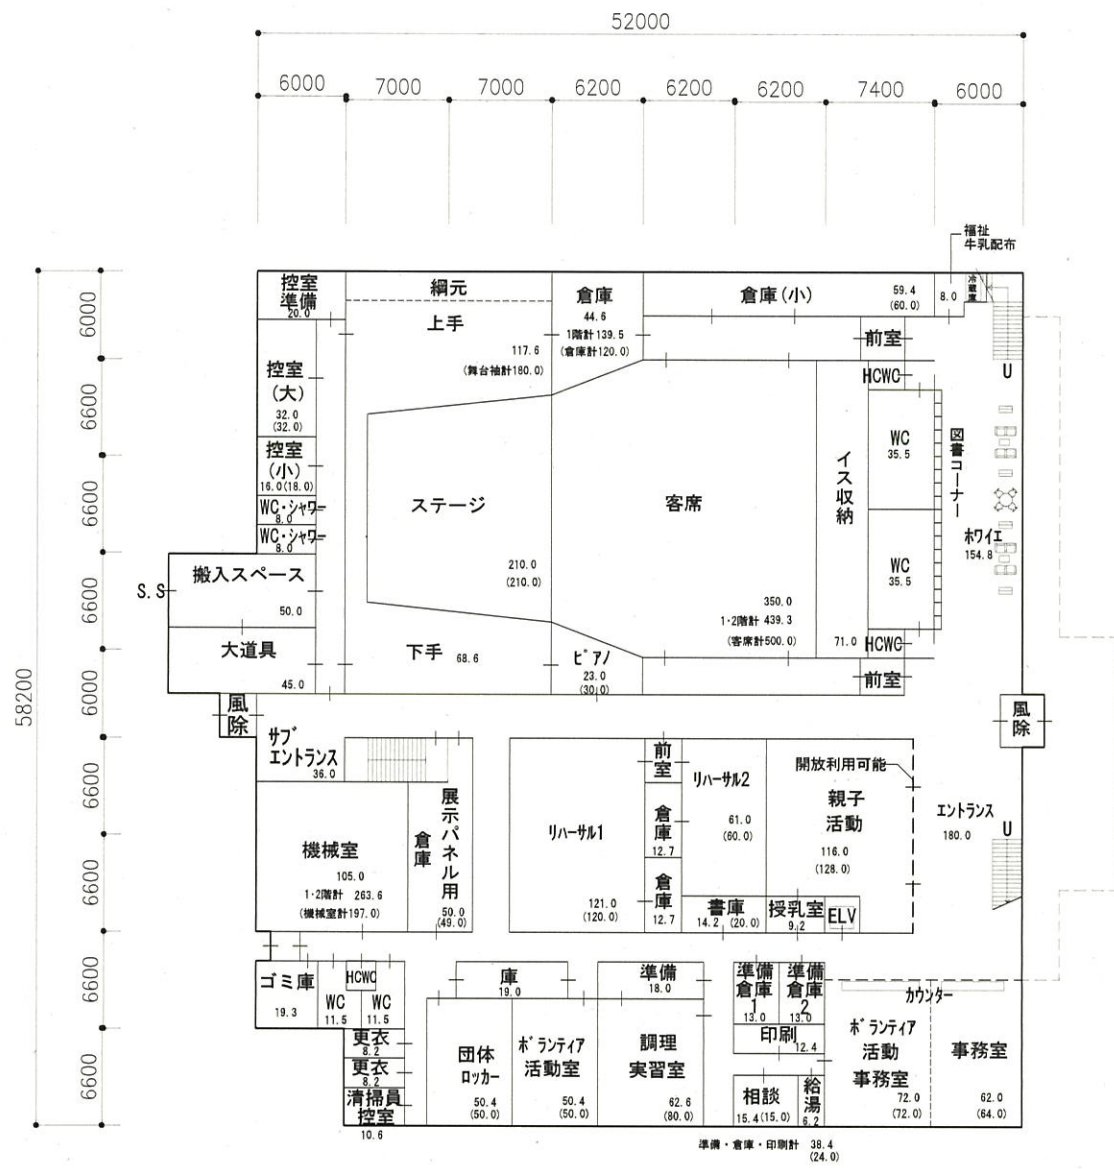 52000
6000
7000
7000
6200
6200
6200
7400
6000
58200
6000
6600
6600
6600
6000
6600
6600
6600
6600
福祉
牛乳配布
控室
準備
20.0
綱元
上手
117.6
(舞台袖計180.0)
倉庫
44.6
1階計139.5
(倉庫計120.0)
倉庫(小)
59.4
(60.0)
8.0
冷蔵庫
前室
U
HCWC
控室
(大)
32.0
(32.0)
控室
(小)
16.0(18.0)
WC・シャワー
8.0
WC・シャワー
8.0
ステージ
210.0
(210.0)
客席
350.0
1・2階計 439.3
(客席計500.0)
イス収納
71.0
WC
35.5
WC
35.5
図書コーナー
ホワイエ
154.8
S.S
搬入スペース
50.0
大道具
45.0
下手
68.6
ピアノ
23.0
(30.0)
HCWC
前室
風除
風除
サブ
エントランス
36.0
機械室
105.0
1・2階計 263.6
(機械室計197.0)
展示パネル用
倉庫
50.0
(49.0)
リハーサル1
121.0
(120.0)
前室
倉庫
12.7
倉庫
12.7
リハーサル2
61.0
(60.0)
開放利用可能
親子
活動
116.0
(128.0)
書庫
14.2 (20.0)
授乳室
9.2
ELV
エントランス
180.0
U
ゴミ庫
19.3
HCWC
WC
11.5
WC
11.5
更衣
8.2
更衣
8.2
清掃員
控室
10.6
庫
19.0
団体
ロッカー
50.4
(50.0)
ボランティア
活動室
50.4
(50.0)
準備
18.0
調理
実習室
62.6
(80.0)
準備
倉庫
1
13.0
準備
倉庫
2
13.0
印刷
12.4
相談
15.4(15.0)
給湯
6.2
カウンター
ボランティア
活動
事務室
72.0
(72.0)
事務室
62.0
(64.0)
準備・倉庫・印刷計 38.4
(24.0)